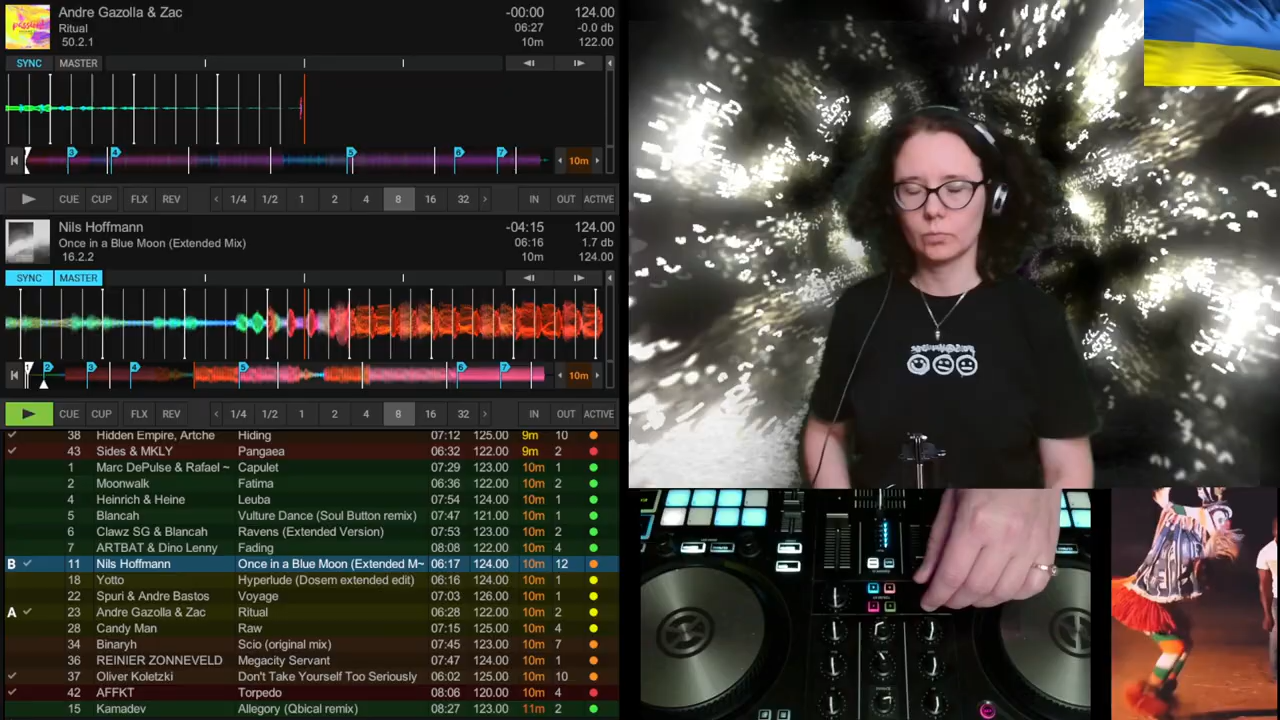 Andre Gazolla & Zac -00:00 124.00
Ritual 06:27 -0.0 db
50.2.1 10m 122.00
SYNC MASTER
3 4 5 6 7 10m
CUE CUP FLX REV 1/4 1/2 1 2 4 8 16 32 IN OUT ACTIVE
Nils Hoffmann -04:15 124.00
Once in a Blue Moon (Extended Mix) 06:16 1.7 db
16.2.2 10m 124.00
SYNC MASTER
1 2 3 4 5 6 7 10m
CUE CUP FLX REV 1/4 1/2 1 2 4 8 16 32 IN OUT ACTIVE
38 Hidden Empire, Artche Hiding 07:12 125.00 9m 10
43 Sides & MKLY Pangaea 06:32 122.00 9m 2
1 Marc DePulse & Rafael ~ Capulet 07:29 123.00 10m 1
2 Moonwalk Fatima 06:36 122.00 10m 2
4 Heinrich & Heine Leuba 07:54 123.00 10m 1
5 Blancah Vulture Dance (Soul Button remix) 06:47 121.00 10m 1
6 Clawz SG & Blancah Ravens (Extended Version) 07:53 123.00 10m 2
7 ARTBAT & Dino Lenny Fading 08:08 122.00 10m 4
B 11 Nils Hoffmann Once in a Blue Moon (Extended M~ 06:17 124.00 10m 12
18 Yotto Hyperlude (Dosem extended edit) 06:16 124.00 10m 1
22 Spuri & Andre Bastos Voyage 07:03 126.00 10m 1
A 23 Andre Gazolla & Zac Ritual 06:28 122.00 10m 2
28 Candy Man Raw 07:15 124.00 10m 4
34 Binaryh Scio (original mix) 07:45 123.00 10m 7
36 REINIER ZONNEVELD Megacity Servant 07:47 124.00 10m 1
37 Oliver Koletzki Don't Take Yourself Too Seriously 06:02 125.00 10m 10
42 AFFKT Torpedo 08:06 120.00 10m 4
15 Kamadev Allegory (Qbical remix) 08:27 123.00 11m 2